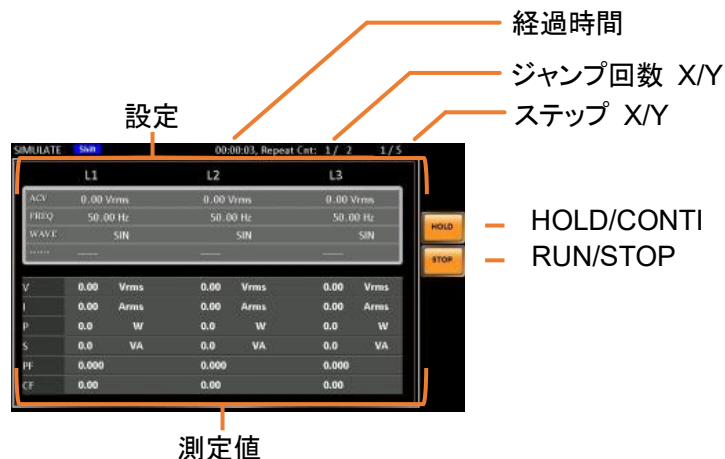 経過時間
ジャンプ回数 X/Y
ステップ X/Y
設定
SIMULATE Shift 00:00:03, Repeat Cnt: 1/ 2 1/5
L1 L2 L3
ACV 0.00 Vrms 0.00 Vrms 0.00 Vrms
FREQ 50.00 Hz 50.00 Hz 50.00 Hz
WAVE SIN SIN SIN
HOLD
HOLD/CONTI
STOP
RUN/STOP
V 0.00 Vrms 0.00 Vrms 0.00 Vrms
I 0.00 Arms 0.00 Arms 0.00 Arms
P 0.0 W 0.0 W 0.0 W
S 0.0 VA 0.0 VA 0.0 VA
PF 0.000 0.000 0.000
CF 0.00 0.00 0.00
測定値